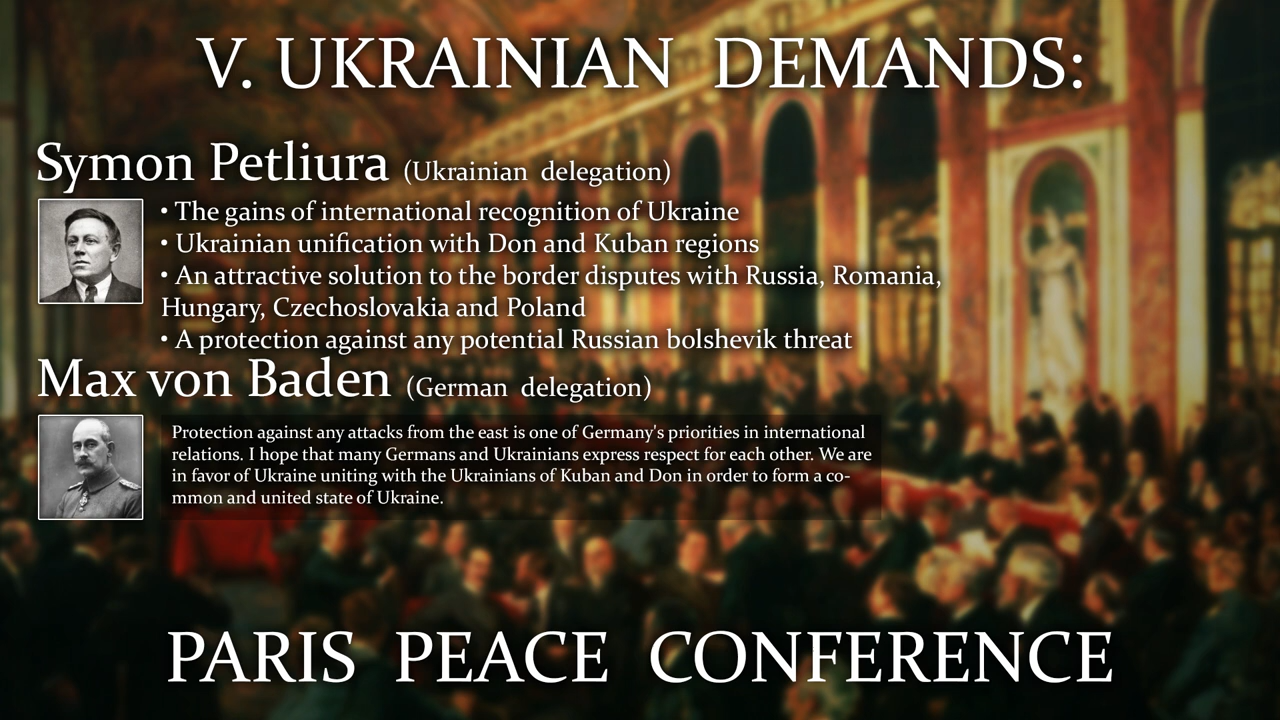 V. UKRAINIAN DEMANDS:
Symon Petliura (Ukrainian delegation)
• The gains of international recognition of Ukraine
• Ukrainian unification with Don and Kuban regions
• An attractive solution to the border disputes with Russia, Romania,
Hungary, Czechoslovakia and Poland
• A protection against any potential Russian bolshevik threat
Max von Baden (German delegation)
Protection against any attacks from the east is one of Germany's priorities in international
relations. I hope that many Germans and Ukrainians express respect for each other. We are
in favor of Ukraine uniting with the Ukrainians of Kuban and Don in order to form a co-
mmon and united state of Ukraine.
PARIS PEACE CONFERENCE